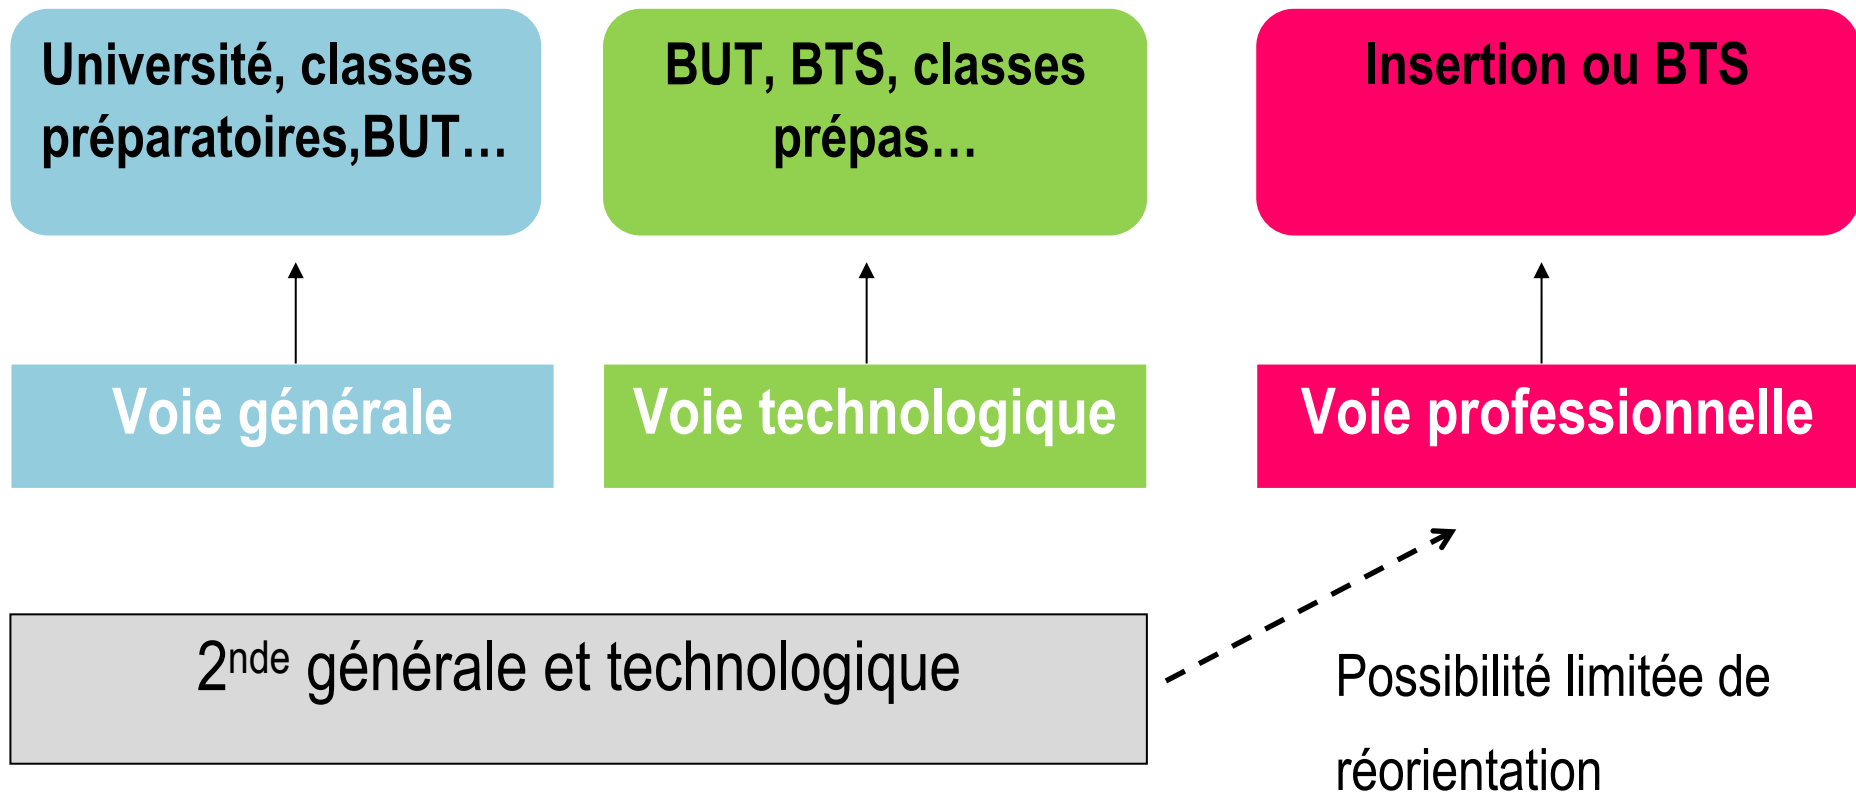 Université, classes
préparatoires,BUT…
BUT, BTS, classes
prépas…
Insertion ou BTS
Voie générale
Voie technologique
Voie professionnelle
2nde générale et technologique
Possibilité limitée de
réorientation